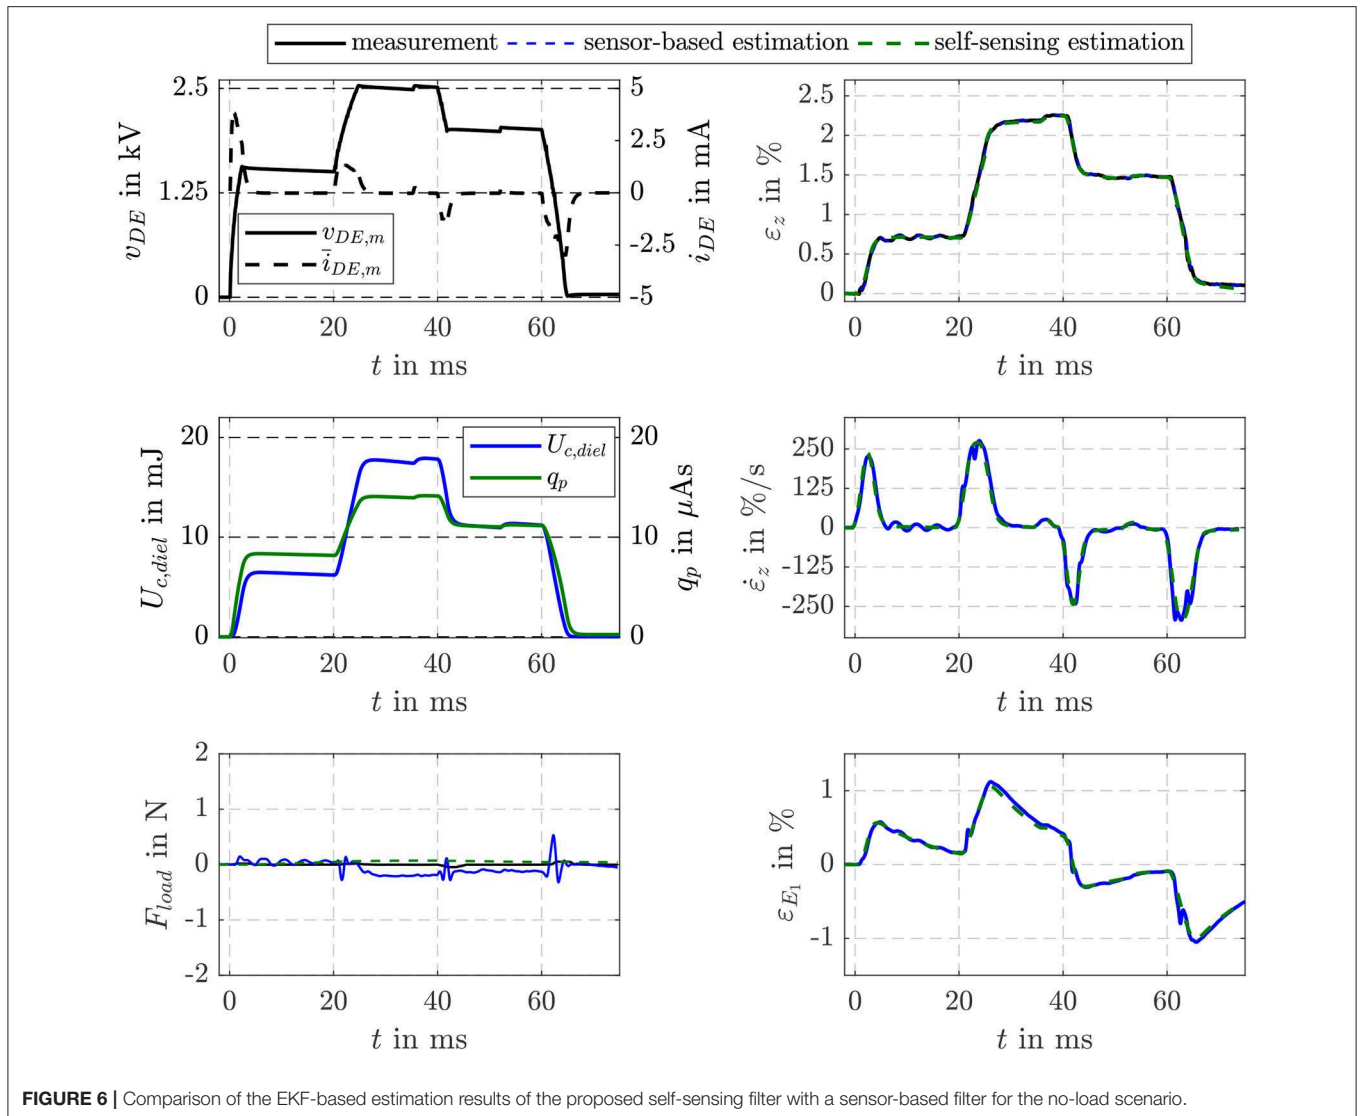 measurement sensor-based estimation self-sensing estimation
v_DE in kV
2.5
1.25
0
5
2.5
0
-2.5
-5
i_DE in mA
v_DE,m
i̅_DE,m
0 20 40 60
t in ms
ε_z in %
2.5
2
1.5
1
0.5
0
0 20 40 60
t in ms
U_c,diel in mJ
20
10
0
20
10
0
q_p in μAs
U_c,diel
q_p
0 20 40 60
t in ms
ε̇_z in %/s
250
125
0
-125
-250
0 20 40 60
t in ms
F_load in N
2
1
0
-1
-2
0 20 40 60
t in ms
ε_E₁ in %
1
0
-1
0 20 40 60
t in ms
FIGURE 6 | Comparison of the EKF-based estimation results of the proposed self-sensing filter with a sensor-based filter for the no-load scenario.